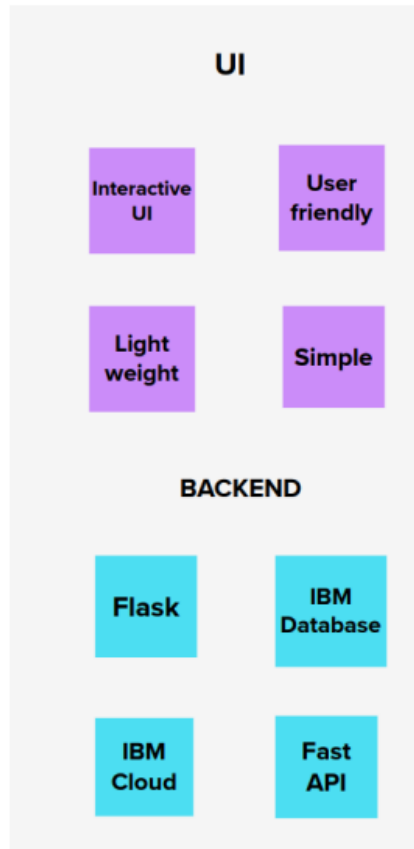 UI
Interactive
UI
User
friendly
Light
weight
Simple
BACKEND
Flask
IBM
Database
IBM
Cloud
Fast
API